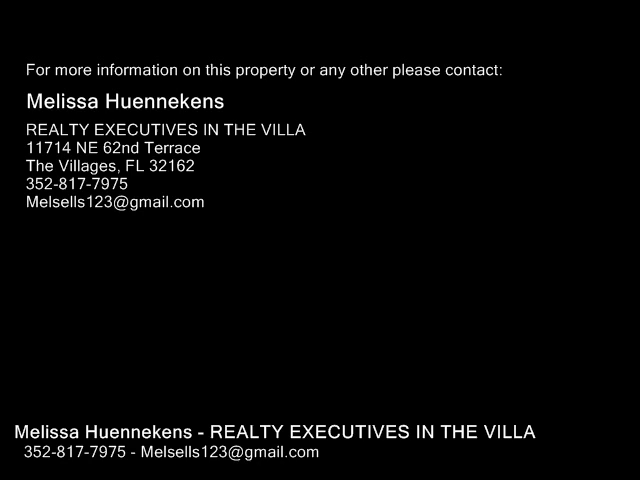 For more information on this property or any other please contact:
Melissa Huennekens
REALTY EXECUTIVES IN THE VILLA
11714 NE 62nd Terrace
The Villages, FL 32162
352-817-7975
Melsells123@gmail.com
Melissa Huennekens - REALTY EXECUTIVES IN THE VILLA
352-817-7975 - Melsells123@gmail.com